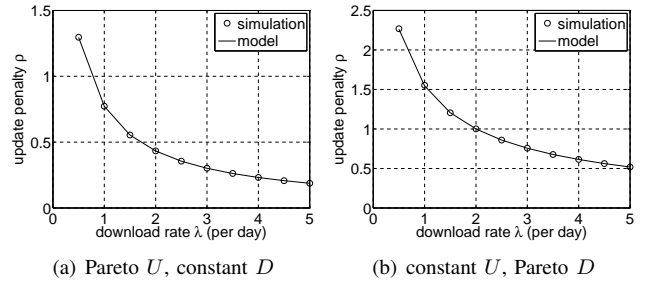 1.5
1
0.5
0
update penalty ρ
simulation
model
0 1 2 3 4 5
download rate λ (per day)
(a) Pareto U, constant D
2.5
2
1.5
1
0.5
0
update penalty ρ
simulation
model
0 1 2 3 4 5
download rate λ (per day)
(b) constant U, Pareto D